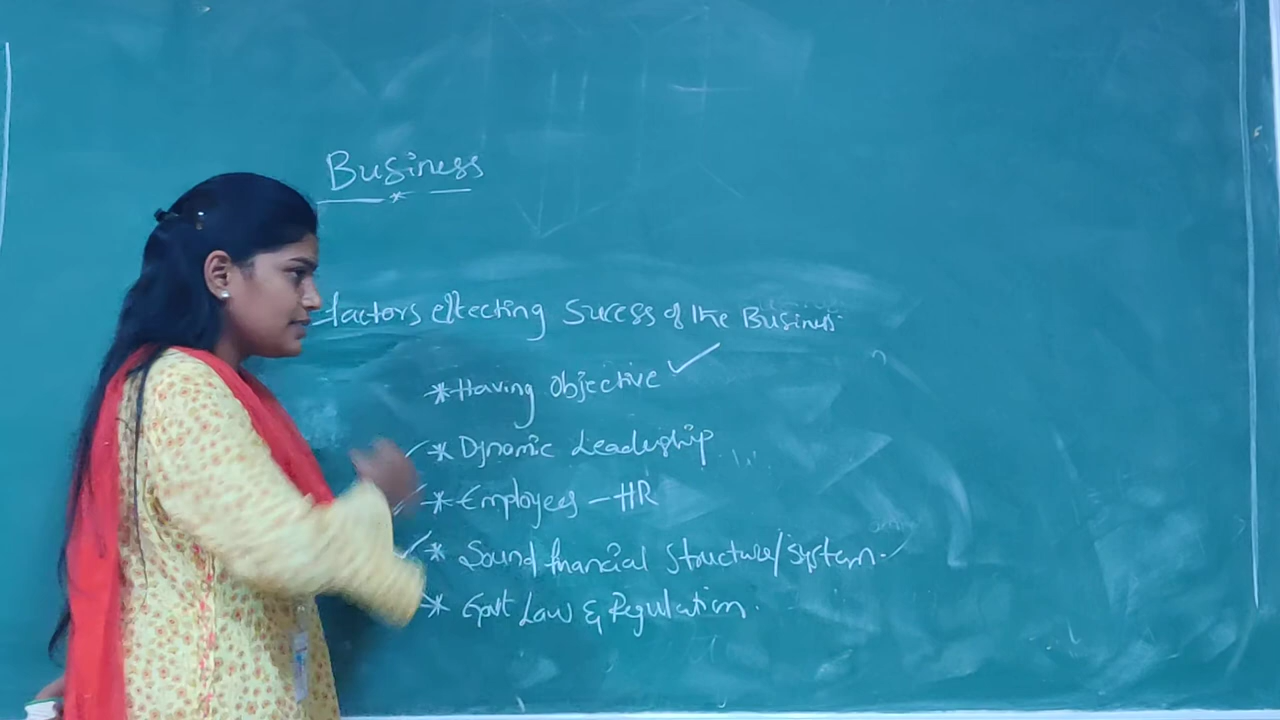 Business
factors effecting Sucess of the Business
* Having Objective ✓
* Dynamic Leadership
* Employees - HR
* Sound financial structure/system.
* Govt Law & Regulation.